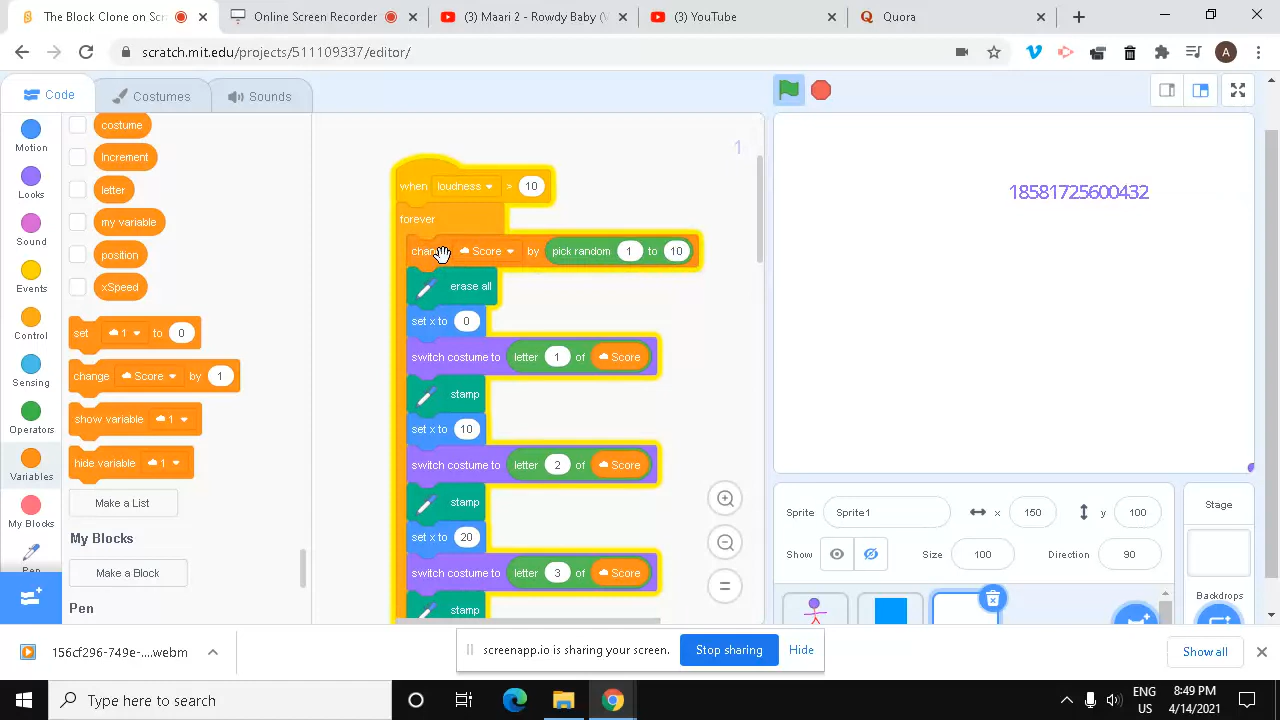 The Block Clone on Scr
Online Screen Recorder
(3) Maari 2 - Rowdy Baby (V
(3) YouTube
Quora
scratch.mit.edu/projects/511109337/editor/
A
Code
Costumes
Sounds
Motion
Looks
Sound
Events
Control
Sensing
Operators
Variables
My Blocks
costume
Increment
letter
my variable
position
xSpeed
set 1 to 0
change Score by 1
show variable 1
hide variable 1
Make a List
My Blocks
Make a Block
Pen
1
when loudness > 10
forever
Score by pick random 1 to 10
erase all
set x to 0
switch costume to letter 1 of Score
stamp
set x to 10
switch costume to letter 2 of Score
stamp
set x to 20
switch costume to letter 3 of Score
stamp
18581725600432
Sprite Sprite1 x 150 y 100
Show Size 100 Direction 90
Stage
Backdrops
156cf296-749e-....webm
screenapp.io is sharing your screen. Stop sharing Hide
Show all
Type here to search
ENG
US
8:49 PM
4/14/2021